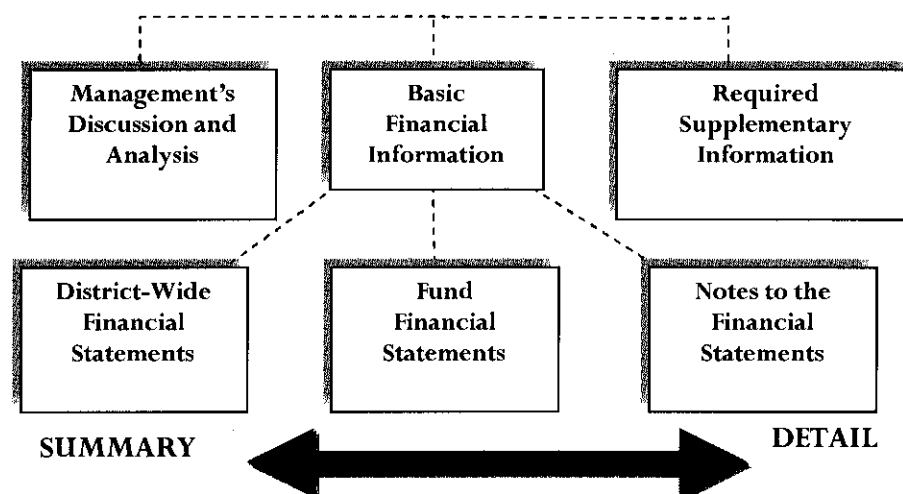 Management's
Discussion and
Analysis
Basic
Financial
Information
Required
Supplementary
Information
District-Wide
Financial
Statements
Fund
Financial
Statements
Notes to the
Financial
Statements
SUMMARY
DETAIL